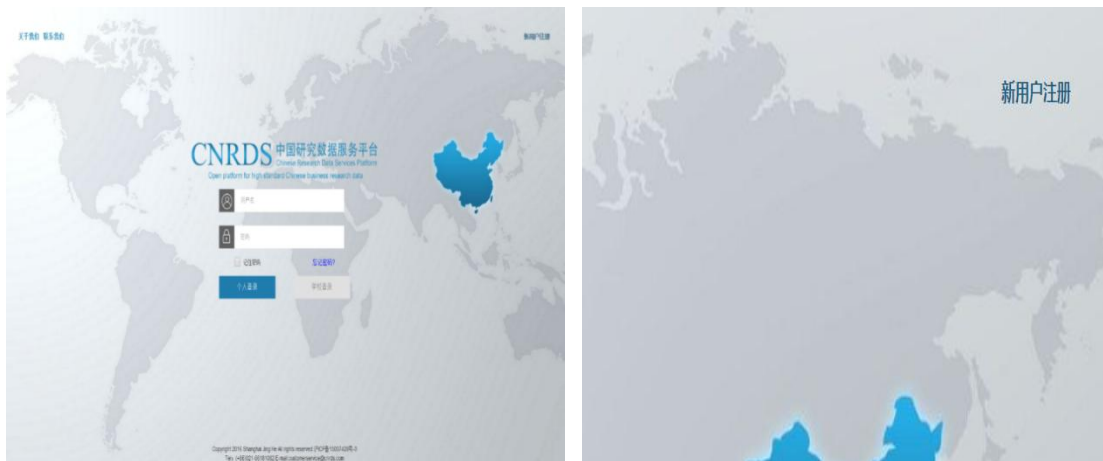 关于我们 联系我们
新用户注册
CNRDS 中国研究数据服务平台
Chinese Research Data Services Platform
Open platform for high-standard Chinese business research data
用户名
密码
记住密码 忘记密码?
个人登录 学校登录
新用户注册